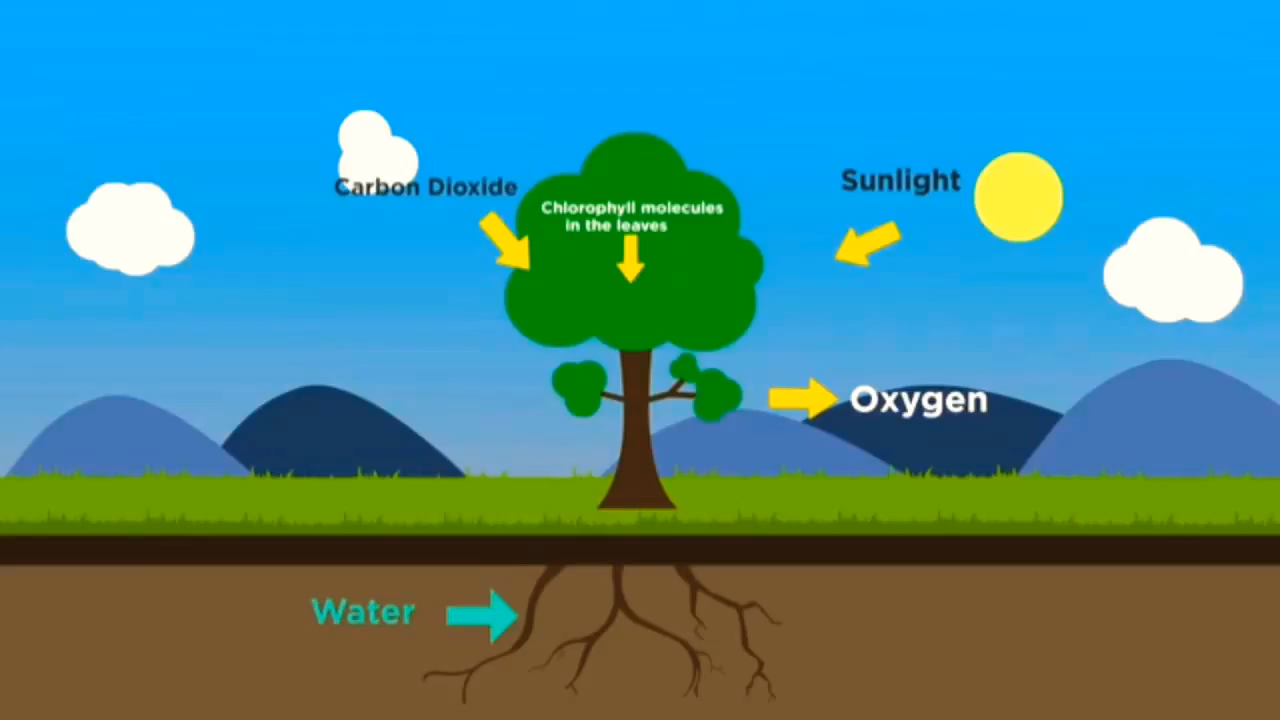 Sunlight
Carbon Dioxide
Chlorophyll molecules
in the leaves
Oxygen
Water